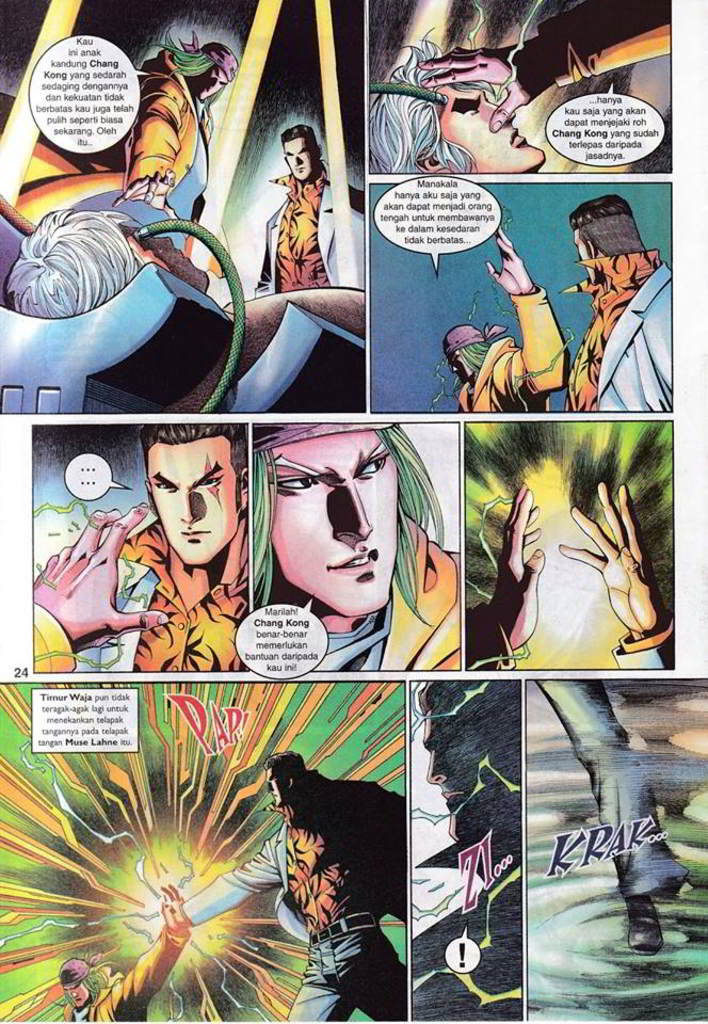 Kau
ini anak
kandung Chang
Kong yang sedarah
sedaging dengannya
dan kekuatan tidak
berbatas kau juga telah
pulih seperti biasa
sekarang. Oleh
itu..
...hanya
kau saja yang akan
dapat menjejaki roh
Chang Kong yang sudah
terlepas daripada
jasadnya.
Manakala
hanya aku saja yang
akan dapat menjadi orang
tengah untuk membawanya
ke dalam kesedaran
tidak berbatas...
...
...
Marilah!
Chang Kong
benar-benar
memerlukan
bantuan daripada
kau ini!
24
Timur Waja pun tidak
teragak-agak lagi untuk
menekankan telapak
tangannya pada telapak
tangan Muse Lahne itu.
PAP!
ZI...
!
KRAK...